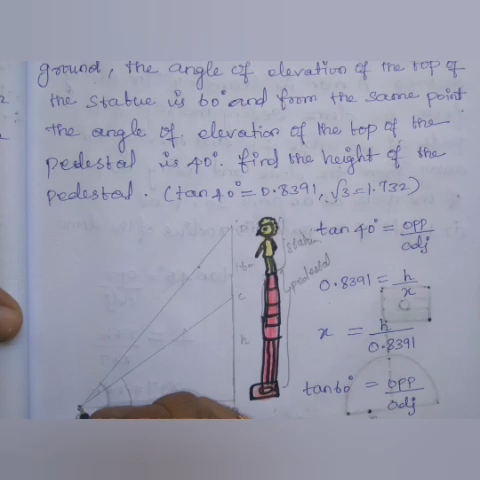 ground, the angle of elevation of the top of
the statue is 60° and from the same point
the angle of elevation of the top of the
pedestal is 40°. find the height of the
pedestal. (tan 40° = 0.8391, √3 = 1.732)
tan 40° = opp/adj
statue
pedestal
c
h
0.8391 = h/x
x = h/0.8391
tan 60° = opp/adj